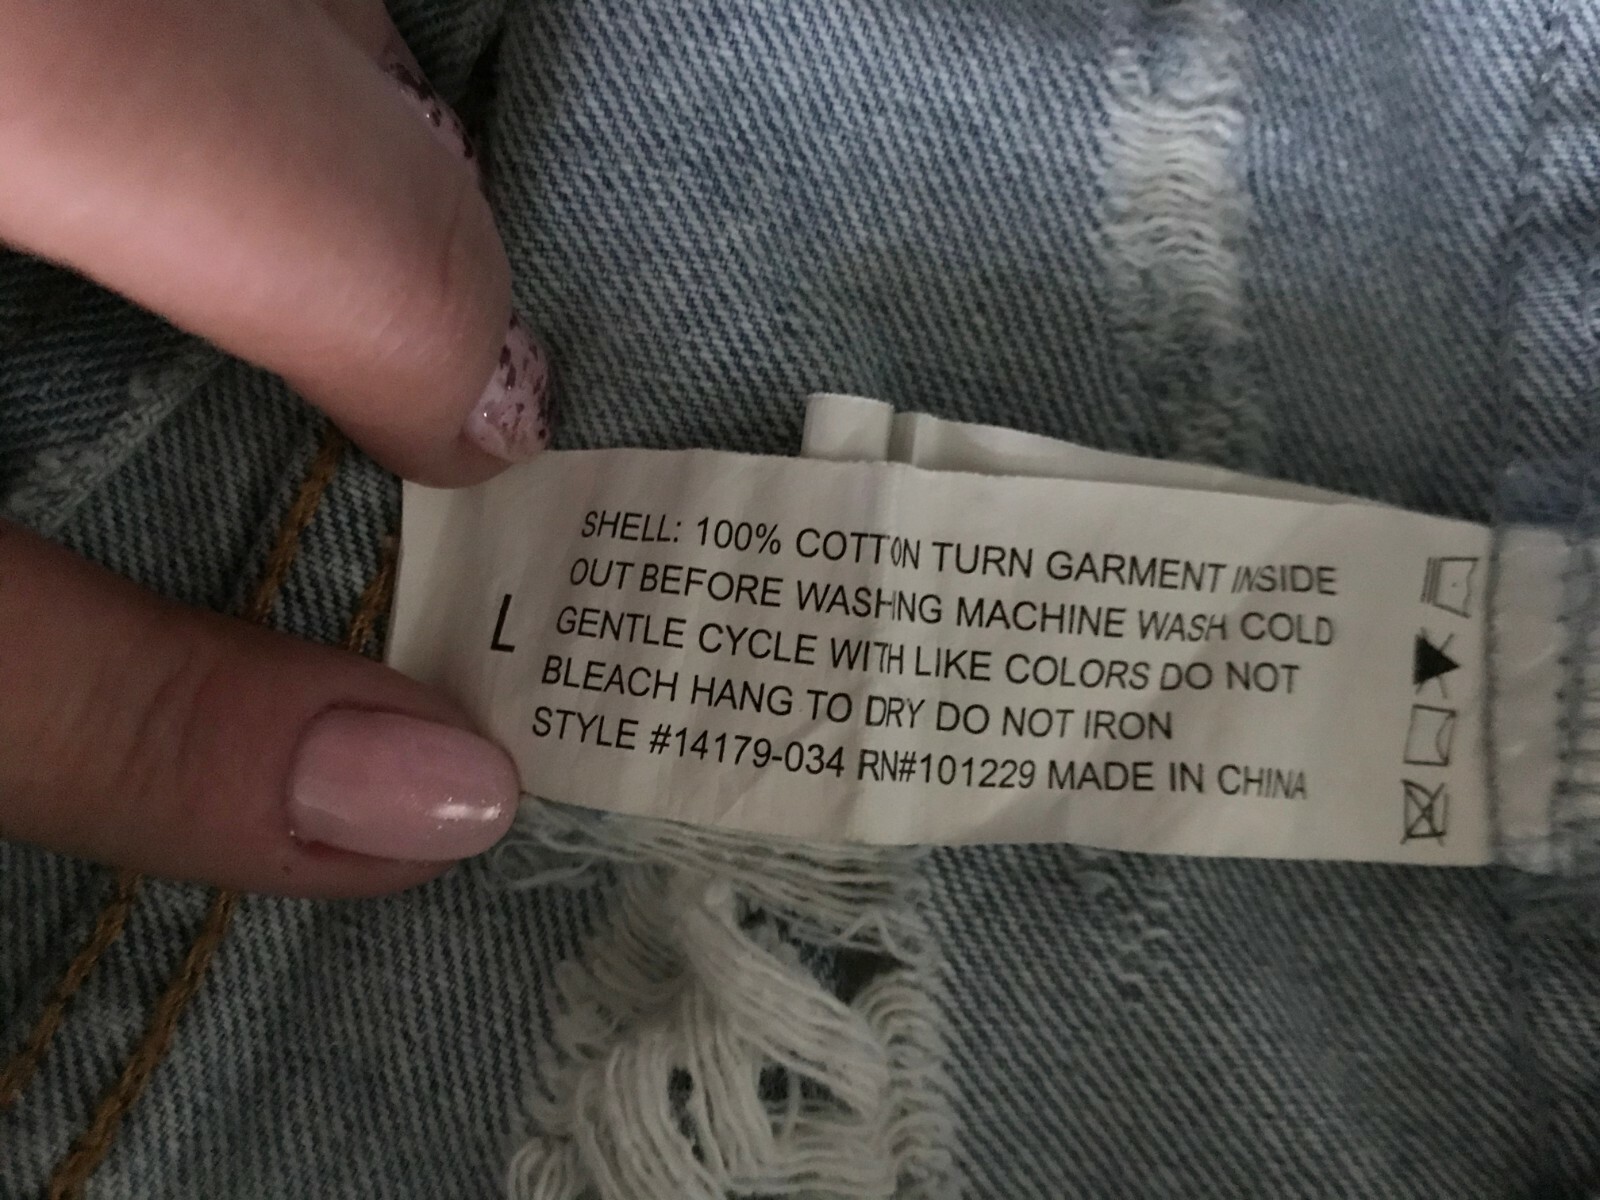 SHELL: 100% COTTON TURN GARMENT INSIDE
OUT BEFORE WASHING MACHINE WASH COLD
L
GENTLE CYCLE WITH LIKE COLORS DO NOT
BLEACH HANG TO DRY DO NOT IRON
STYLE #14179-034 RN#101229 MADE IN CHINA